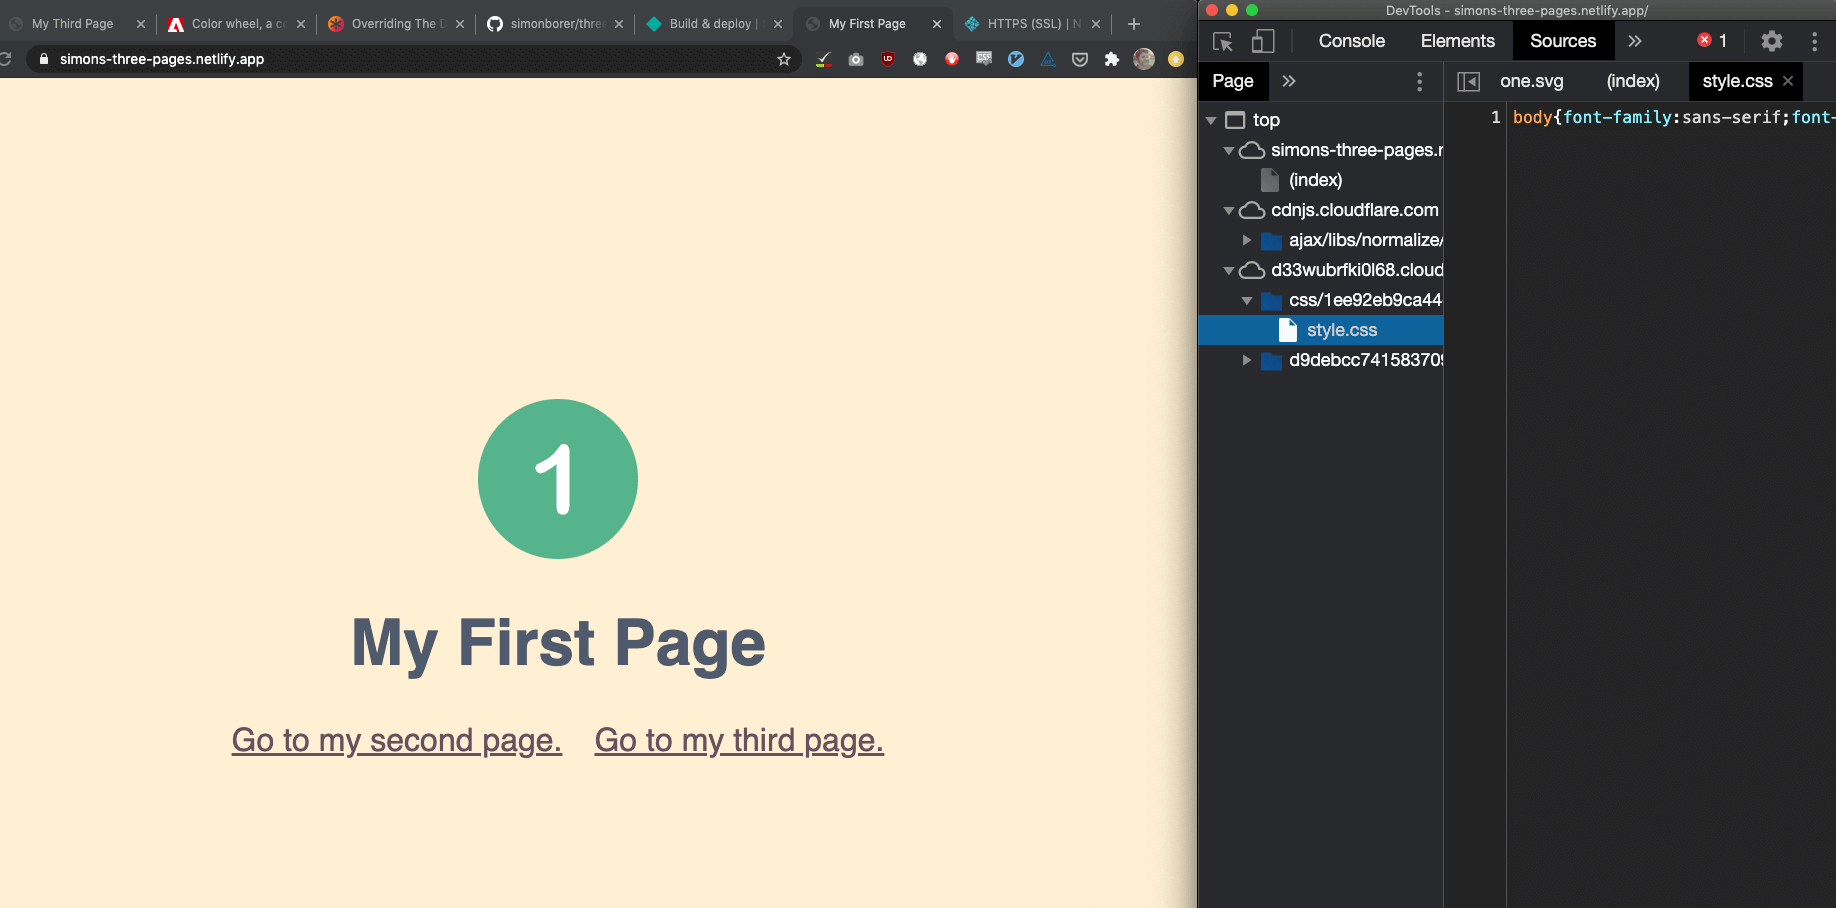 My Third Page
Color wheel, a co
Overriding The D
simonborer/three
Build & deploy |
My First Page
HTTPS (SSL) | N
simons-three-pages.netlify.app
1
My First Page
Go to my second page. Go to my third page.
DevTools - simons-three-pages.netlify.app/
Console Elements Sources » 1
Page » one.svg (index) style.css
top
simons-three-pages.n
(index)
cdnjs.cloudflare.com
ajax/libs/normalize/
d33wubrfki0l68.cloud
css/1ee92eb9ca44
style.css
d9debcc741583709
1 body{font-family:sans-serif;font-